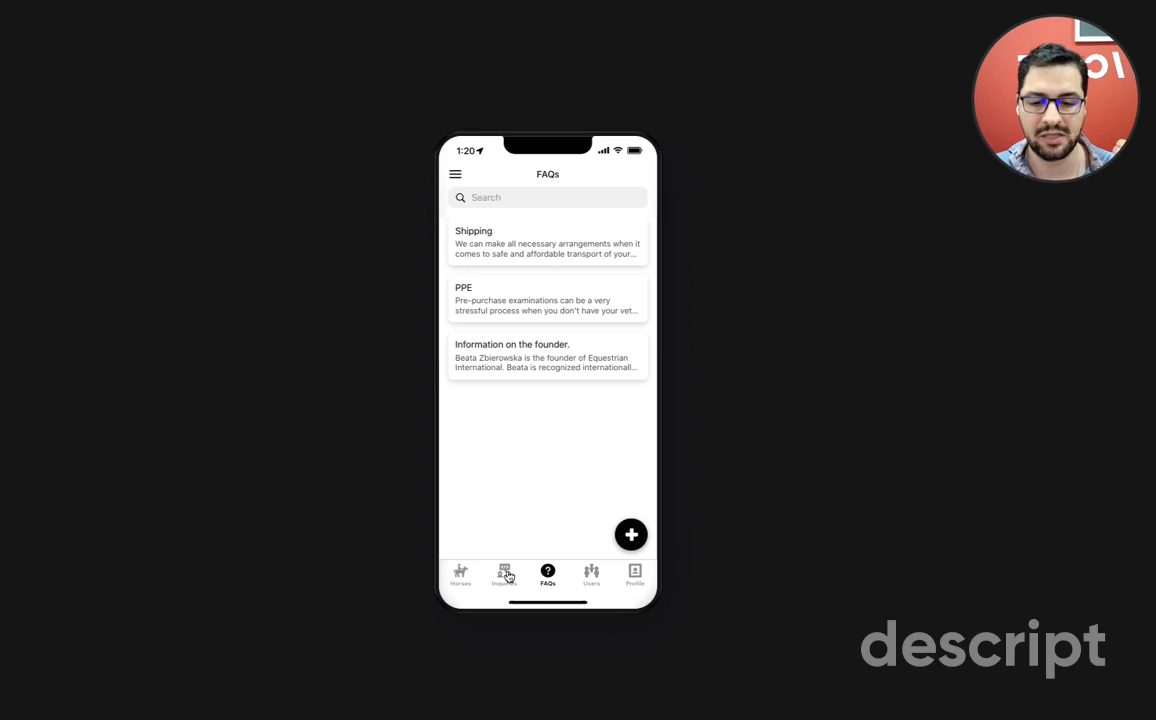 1:20
FAQs
Search
Shipping
We can make all necessary arrangements when it
comes to safe and affordable transport of your...
PPE
Pre-purchase examinations can be a very
stressful process when you don't have your vet...
Information on the founder.
Beata Zbierowska is the founder of Equestrian
International. Beata is recognized internationall...
Horses
FAQs
Users
Profile
descript